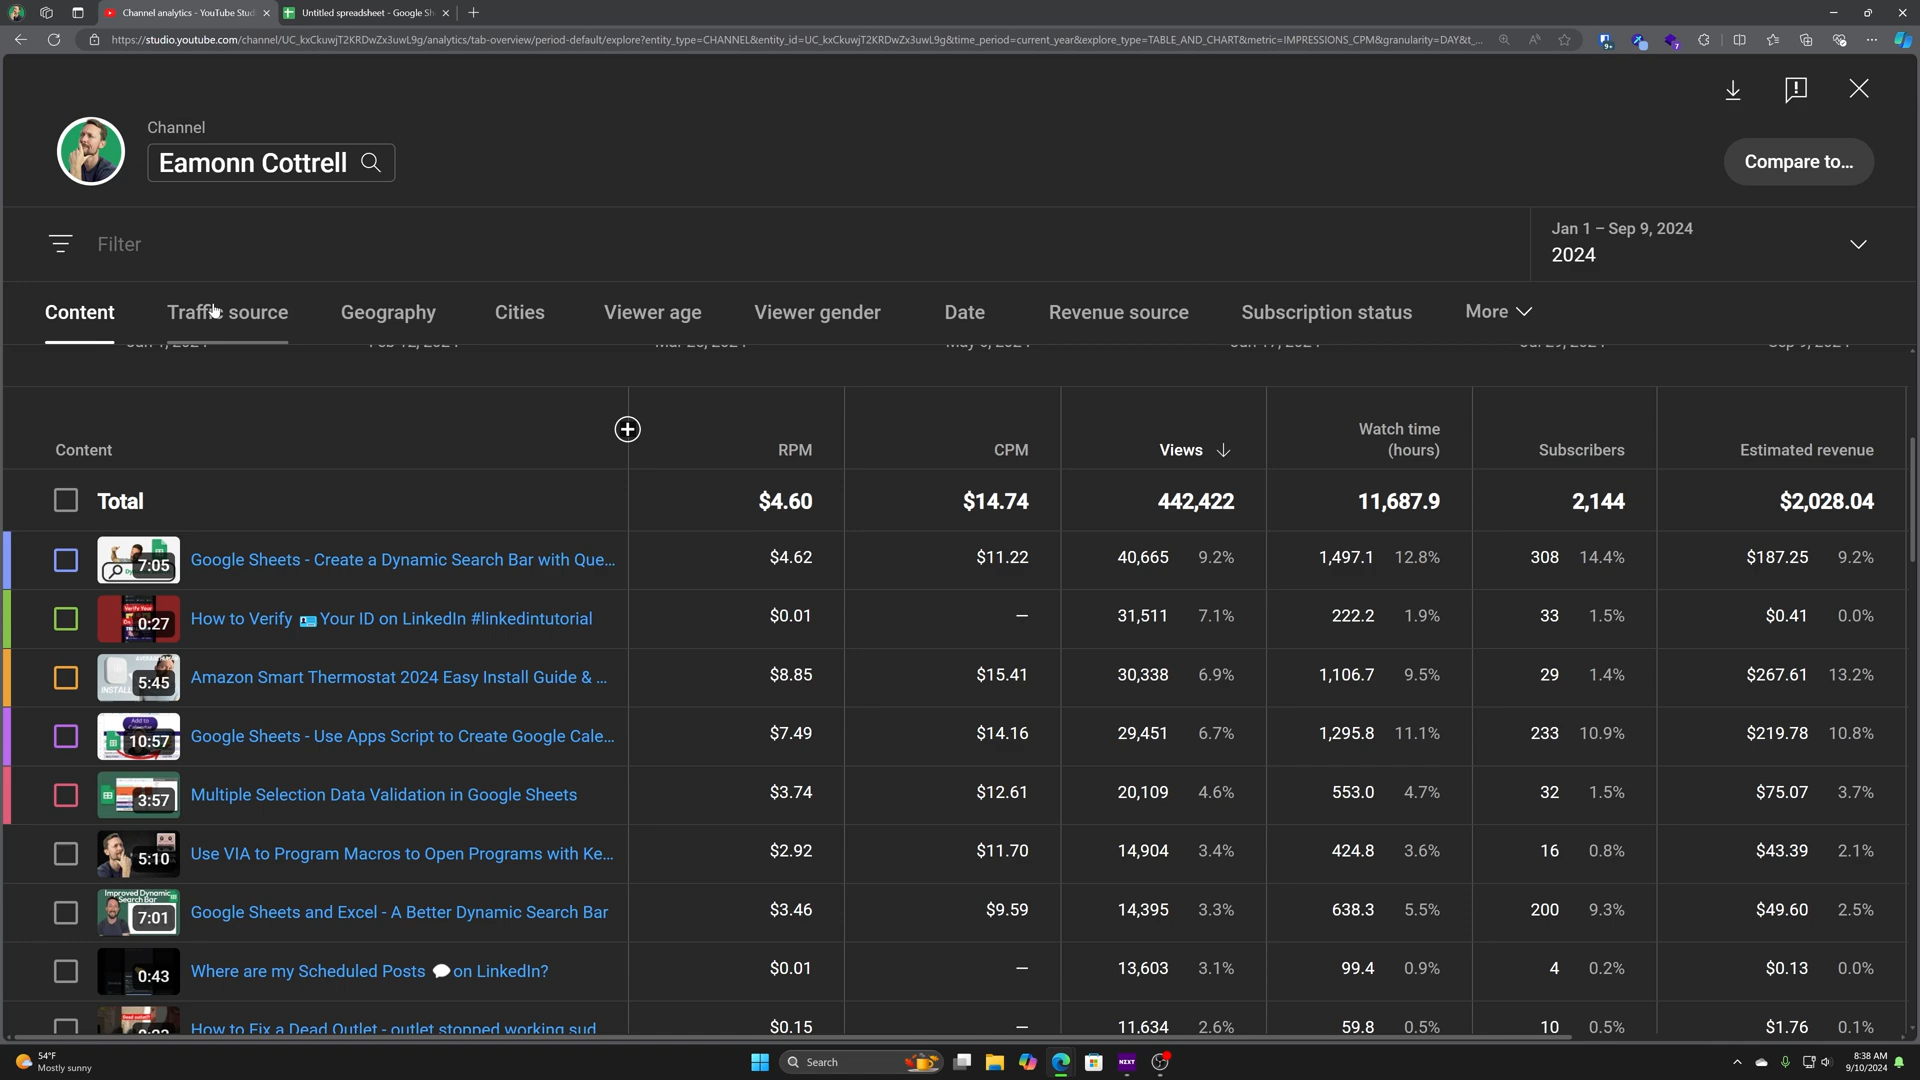 Channel analytics - YouTube Stud
Untitled spreadsheet - Google Sh
https://studio.youtube.com/channel/UC_kxCkuwjT2KRDwZx3uwL9g/analytics/tab-overview/period-default/explore?entity_type=CHANNEL&entity_id=UC_kxCkuwjT2KRDwZx3uwL9g&time_period=current_year&explore_type=TABLE_AND_CHART&metric=IMPRESSIONS_CPM&granularity=DAY&t_...
Channel
Eamonn Cottrell
Compare to...
Filter
Jan 1 – Sep 9, 2024
2024
Content Traffic source Geography Cities Viewer age Viewer gender Date Revenue source Subscription status More
Content RPM CPM Views Watch time (hours) Subscribers Estimated revenue
Total $4.60 $14.74 442,422 11,687.9 2,144 $2,028.04
7:05 Google Sheets - Create a Dynamic Search Bar with Que... $4.62 $11.22 40,665 9.2% 1,497.1 12.8% 308 14.4% $187.25 9.2%
0:27 How to Verify 🪪 Your ID on LinkedIn #linkedintutorial $0.01 — 31,511 7.1% 222.2 1.9% 33 1.5% $0.41 0.0%
5:45 Amazon Smart Thermostat 2024 Easy Install Guide & ... $8.85 $15.41 30,338 6.9% 1,106.7 9.5% 29 1.4% $267.61 13.2%
10:57 Google Sheets - Use Apps Script to Create Google Cale... $7.49 $14.16 29,451 6.7% 1,295.8 11.1% 233 10.9% $219.78 10.8%
3:57 Multiple Selection Data Validation in Google Sheets $3.74 $12.61 20,109 4.6% 553.0 4.7% 32 1.5% $75.07 3.7%
5:10 Use VIA to Program Macros to Open Programs with Ke... $2.92 $11.70 14,904 3.4% 424.8 3.6% 16 0.8% $43.39 2.1%
Improved Dynamic Search Bar
7:01 Google Sheets and Excel - A Better Dynamic Search Bar $3.46 $9.59 14,395 3.3% 638.3 5.5% 200 9.3% $49.60 2.5%
0:43 Where are my Scheduled Posts 💬 on LinkedIn? $0.01 — 13,603 3.1% 99.4 0.9% 4 0.2% $0.13 0.0%
How to Fix a Dead Outlet - outlet stopped working sud $0.15 — 11,634 2.6% 59.8 0.5% 10 0.5% $1.76 0.1%
54°F
Mostly sunny
Search
NEXT
8:38 AM
9/10/2024